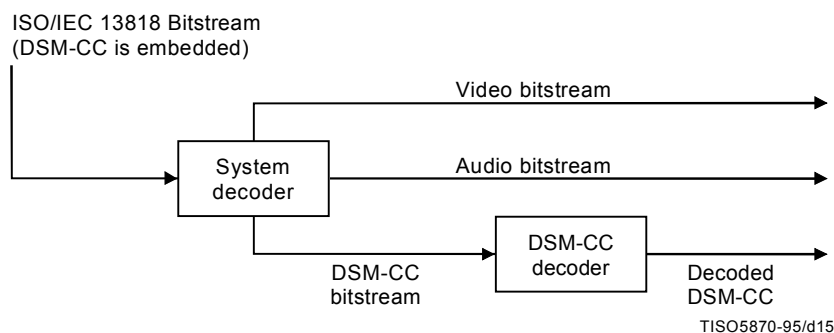 ISO/IEC 13818 Bitstream
(DSM-CC is embedded)
Video bitstream
System
decoder
Audio bitstream
DSM-CC
bitstream
DSM-CC
decoder
Decoded
DSM-CC
TISO5870-95/d15